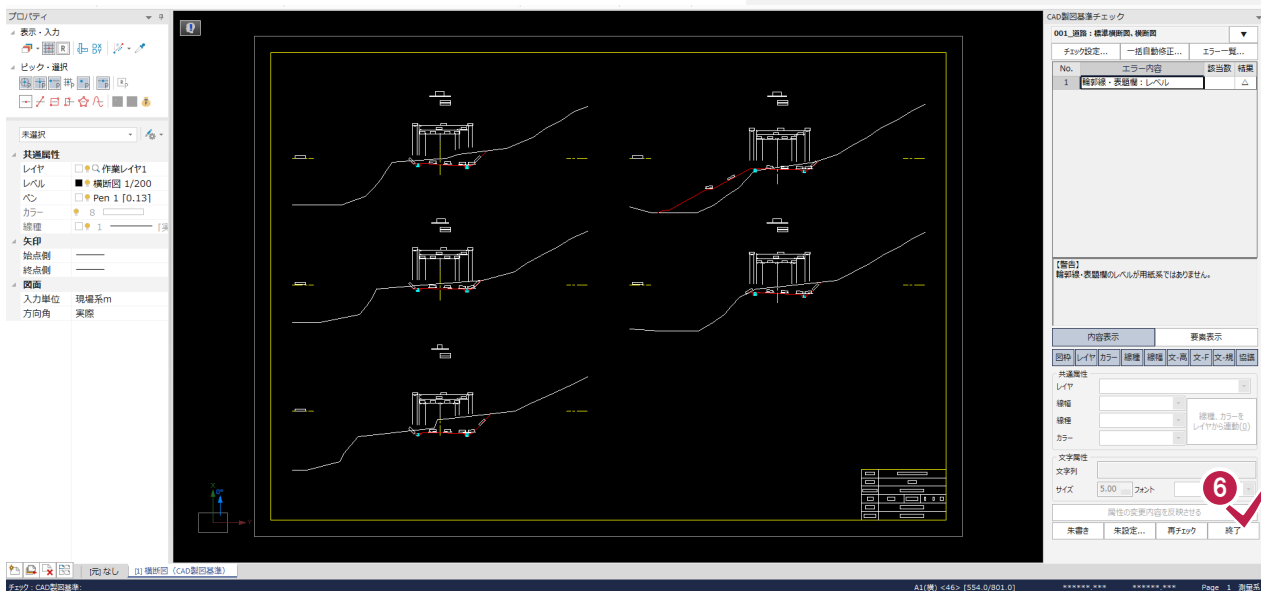 プロパティ
表示・入力
R
ピック・選択
未選択
共通属性
レイヤ 作業レイヤ1
レベル 横断図 1/200
ペン Pen 1 [0.13]
カラー 8
線種 1 [実
矢印
始点側
終点側
図面
入力単位 現場系m
方向角 実際
X
0°
Y
CAD製図基準チェック
001_道路：標準横断図、横断図
チェック設定... 一括自動修正... エラー一覧...
No. エラー内容 該当数 結果
1 輪郭線・表題欄：レベル △
【警告】
輪郭線・表題欄のレベルが用紙系ではありません。
内容表示 要素表示
図枠 レイヤ カラー 線種 線幅 文-高 文-F 文-規 協議
共通属性
レイヤ
線幅
線種
カラー
線種、カラーを
レイヤから連動(Q)
文字属性
文字列
サイズ 5.00 フォント
6
属性の変更内容を反映させる
朱書き 朱設定... 再チェック 終了
[元] なし [1] 横断図（CAD製図基準）
チェック：CAD製図基準:
A1(横) <46> [554.0/801.0] ******.*** ******.*** Page 1 測量系